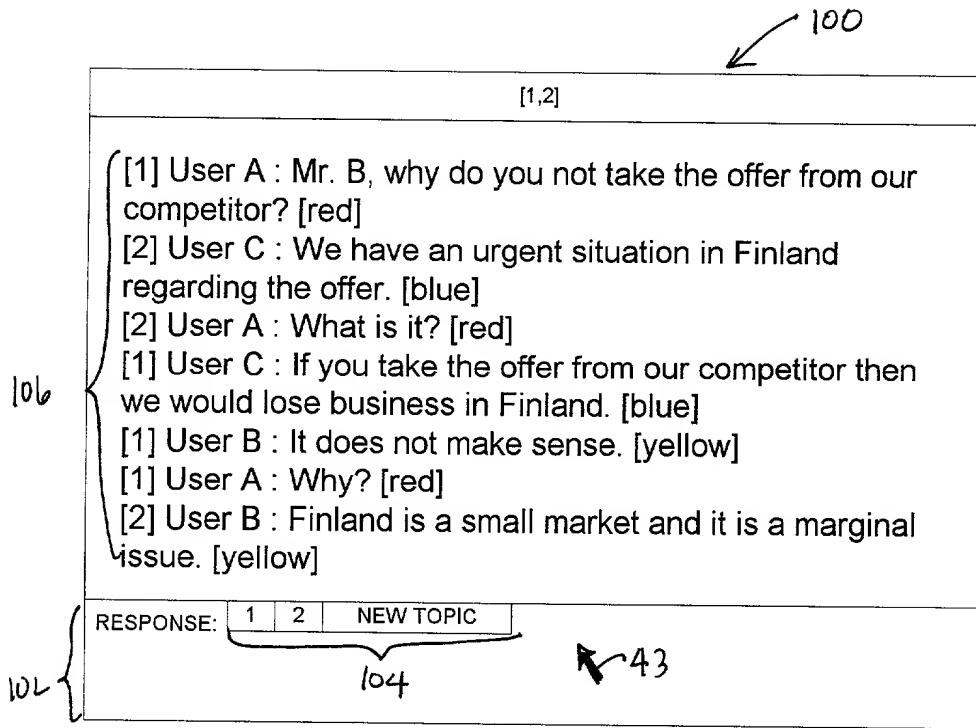 100
[1,2]
[1] User A : Mr. B, why do you not take the offer from our
competitor? [red]
[2] User C : We have an urgent situation in Finland
regarding the offer. [blue]
[2] User A : What is it? [red]
[1] User C : If you take the offer from our competitor then
we would lose business in Finland. [blue]
106
[1] User B : It does not make sense. [yellow]
[1] User A : Why? [red]
[2] User B : Finland is a small market and it is a marginal
issue. [yellow]
RESPONSE: 1 2 NEW TOPIC
102 104 43